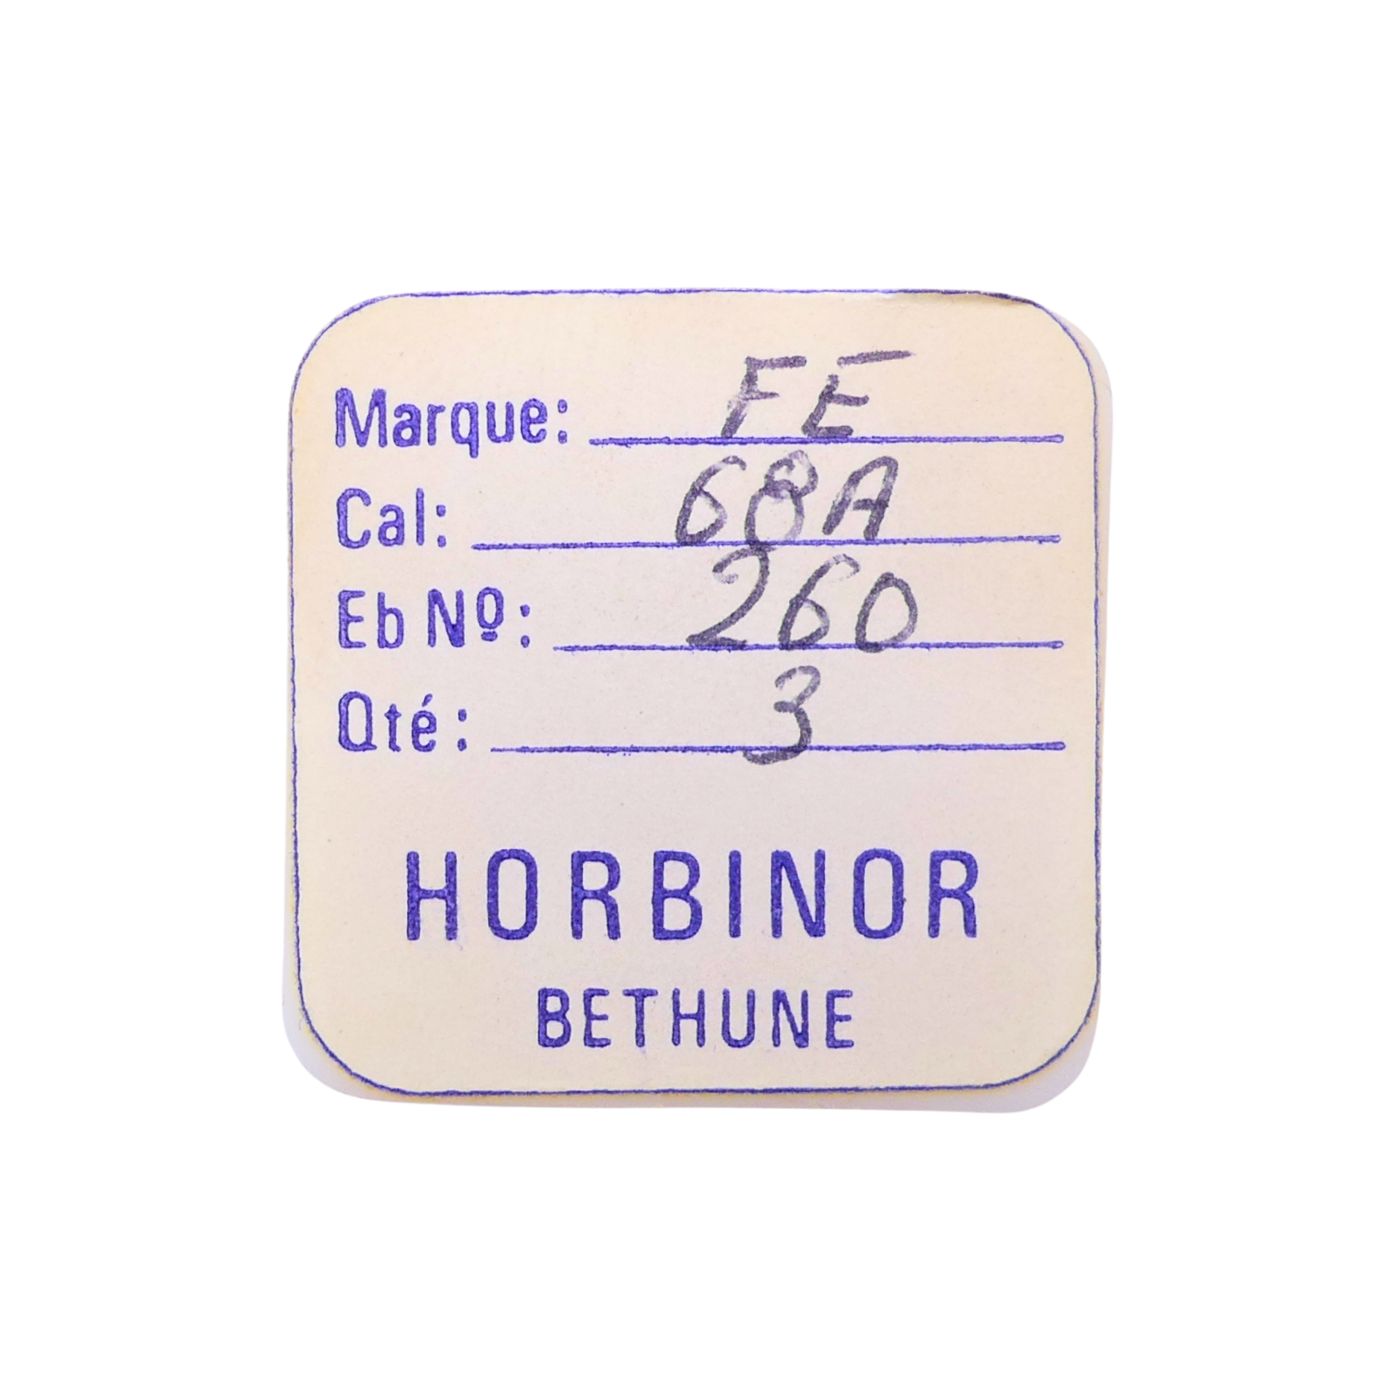 Marque: FE
Cal: 68A
Eb Nº: 260
Qté: 3
HORBINOR
BETHUNE